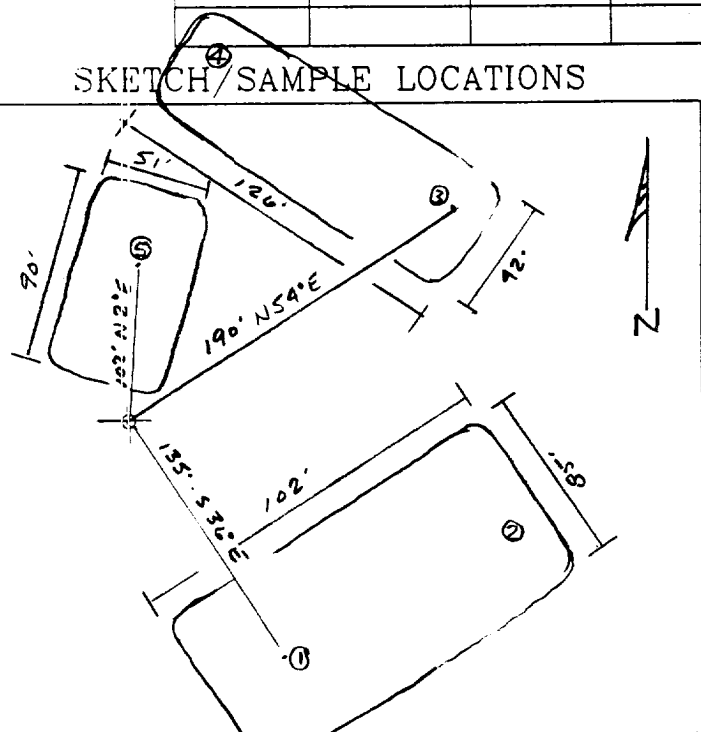 SKETCH/SAMPLE LOCATIONS
④
51'
126'
③
90'
⑤
42'
102' N2°E
190' N54°E
N
135' S36°E
102'
②
①